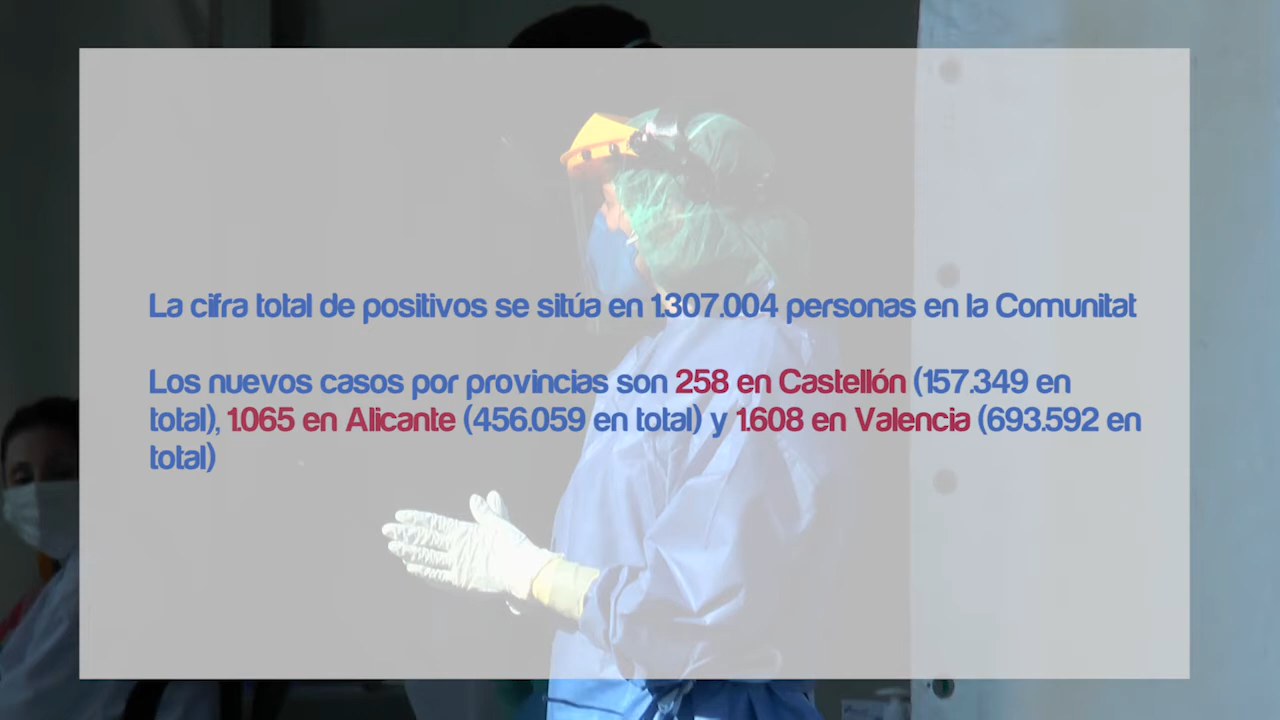 La cifra total de positivos se sitúa en 1.307.004 personas en la Comunitat
Los nuevos casos por provincias son 258 en Castellón (157.349 en
total), 1.065 en Alicante (456.059 en total) y 1.608 en Valencia (693.592 en
total)